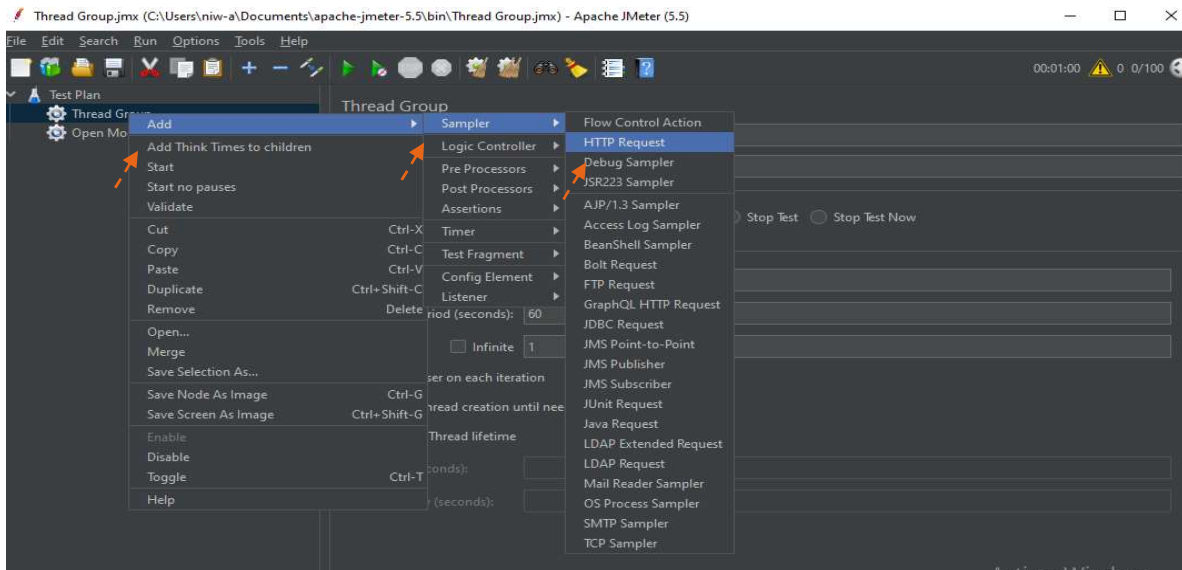 Thread Group.jmx (C:\Users\niw-a\Documents\apache-jmeter-5.5\bin\Thread Group.jmx) - Apache JMeter (5.5)
File Edit Search Run Options Tools Help
00:01:00 0 0/100
Test Plan
Thread Gr
Open Mo
Thread Group
Add
Add Think Times to children
Start
Start no pauses
Validate
Cut Ctrl-X
Copy Ctrl-C
Paste Ctrl-V
Duplicate Ctrl+Shift-C
Remove Delete
Open...
Merge
Save Selection As...
Save Node As Image Ctrl-G
Save Screen As Image Ctrl+Shift-G
Enable
Disable
Toggle Ctrl-T
Help
Sampler
Logic Controller
Pre Processors
Post Processors
Assertions
Timer
Test Fragment
Config Element
Listener
Flow Control Action
HTTP Request
Debug Sampler
JSR223 Sampler
AJP/1.3 Sampler
Access Log Sampler
BeanShell Sampler
Bolt Request
FTP Request
GraphQL HTTP Request
JDBC Request
JMS Point-to-Point
JMS Publisher
JMS Subscriber
JUnit Request
Java Request
LDAP Extended Request
LDAP Request
Mail Reader Sampler
OS Process Sampler
SMTP Sampler
TCP Sampler
Stop Test Stop Test Now
riod (seconds): 60
Infinite 1
ser on each iteration
hread creation until nee
Thread lifetime
conds):
(seconds):